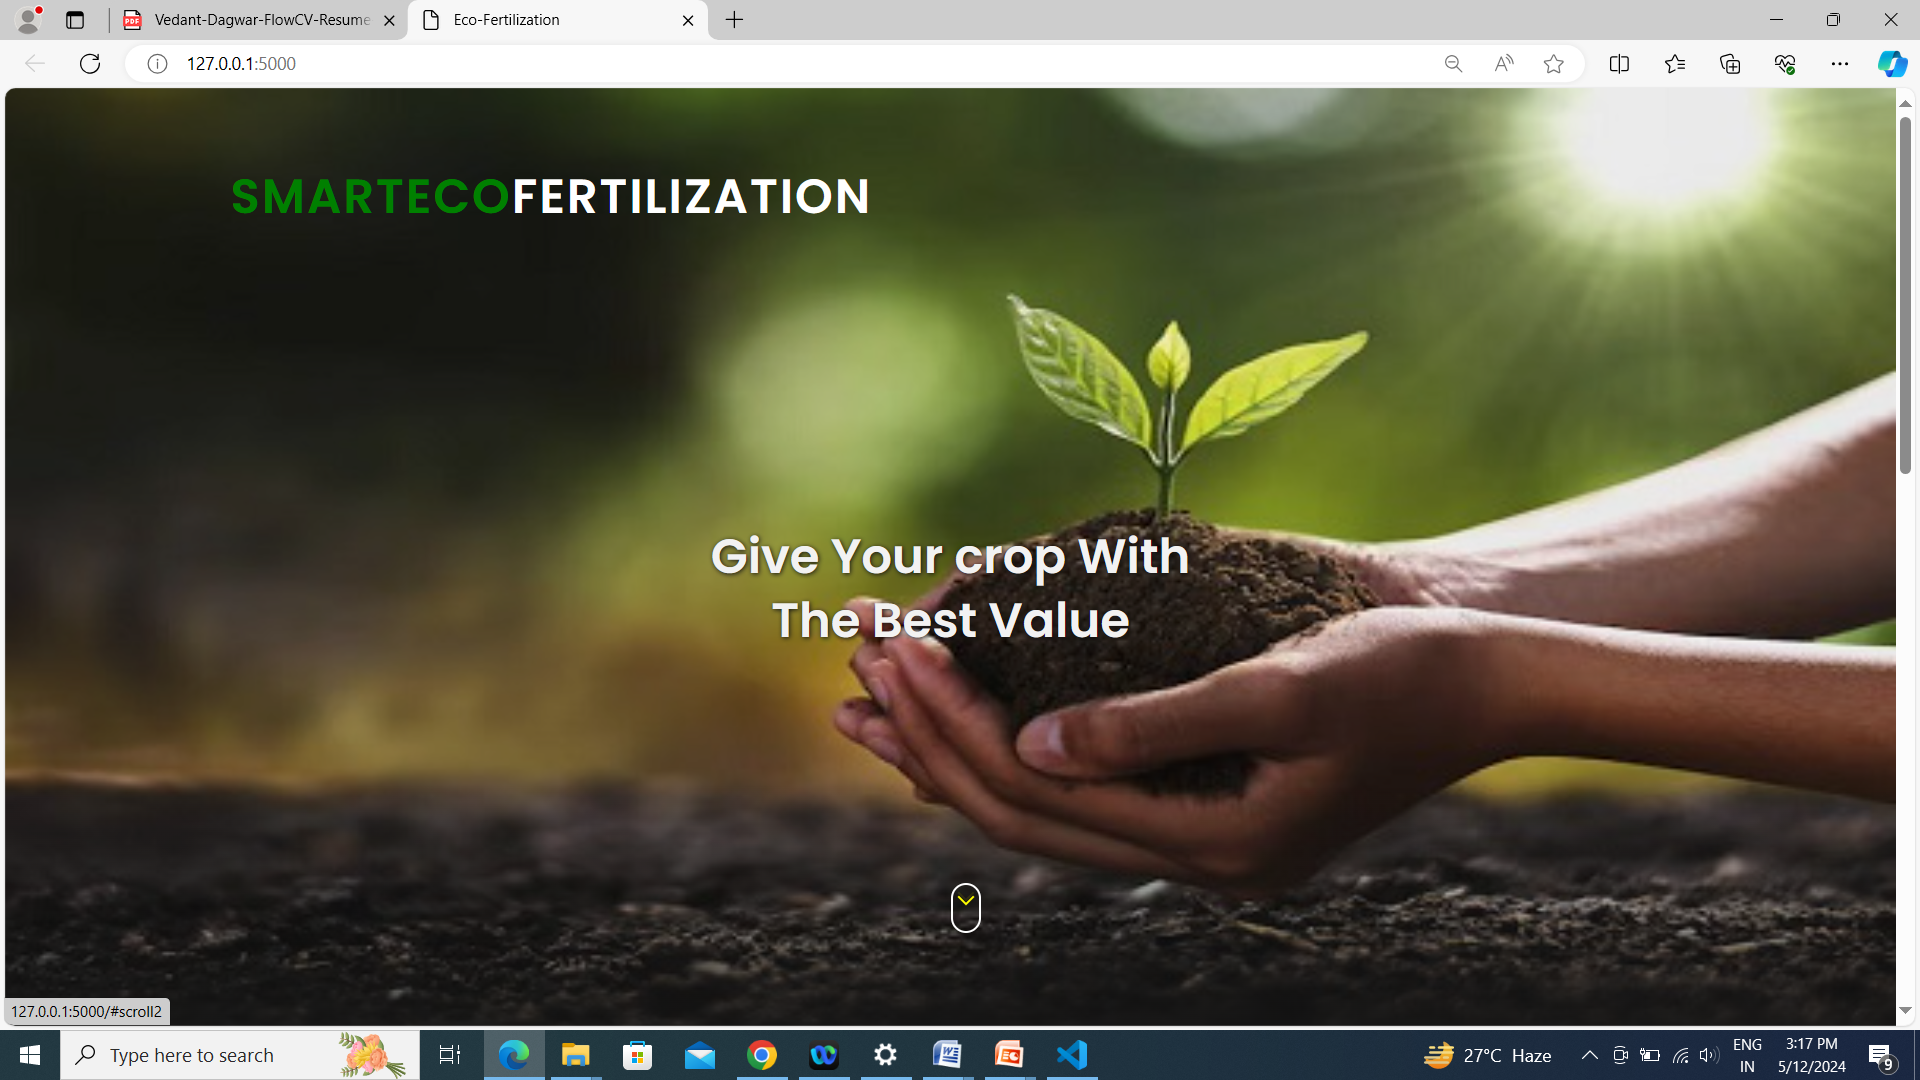 Vedant-Dagwar-FlowCV-Resume
Eco-Fertilization
127.0.0.1:5000
SMARTECOFERTILIZATION
Give Your crop With
The Best Value
127.0.0.1:5000/#scroll2
Type here to search
27°C Haze
ENG
IN
3:17 PM
5/12/2024
9